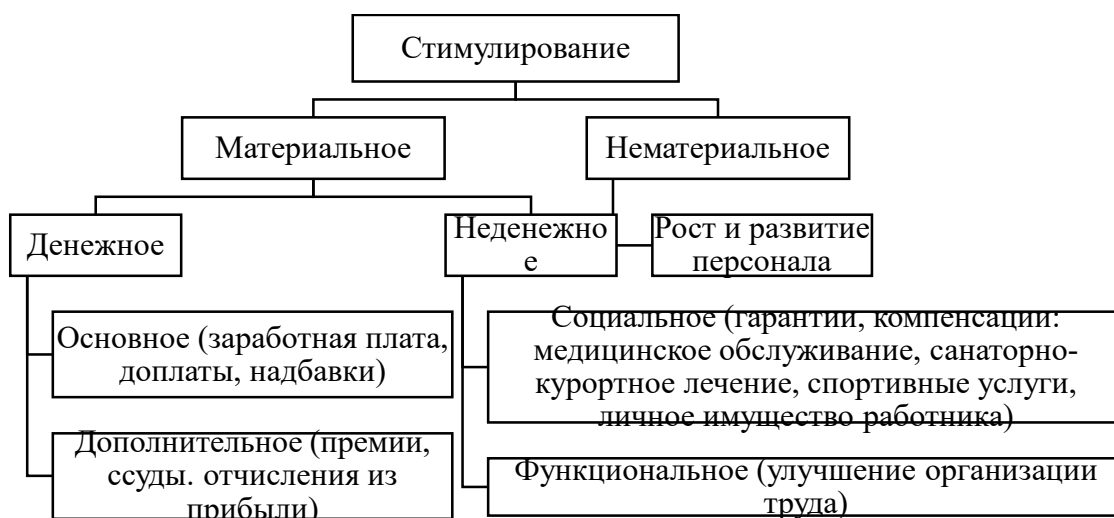 Стимулирование
Материальное
Нематериальное
Денежное
Неденежно
е
Рост и развитие
персонала
Основное (заработная плата,
доплаты, надбавки)
Социальное (гарантии, компенсации:
медицинское обслуживание, санаторно-
курортное лечение, спортивные услуги,
личное имущество работника)
Дополнительное (премии,
ссуды. отчисления из
прибыли)
Функциональное (улучшение организации
труда)